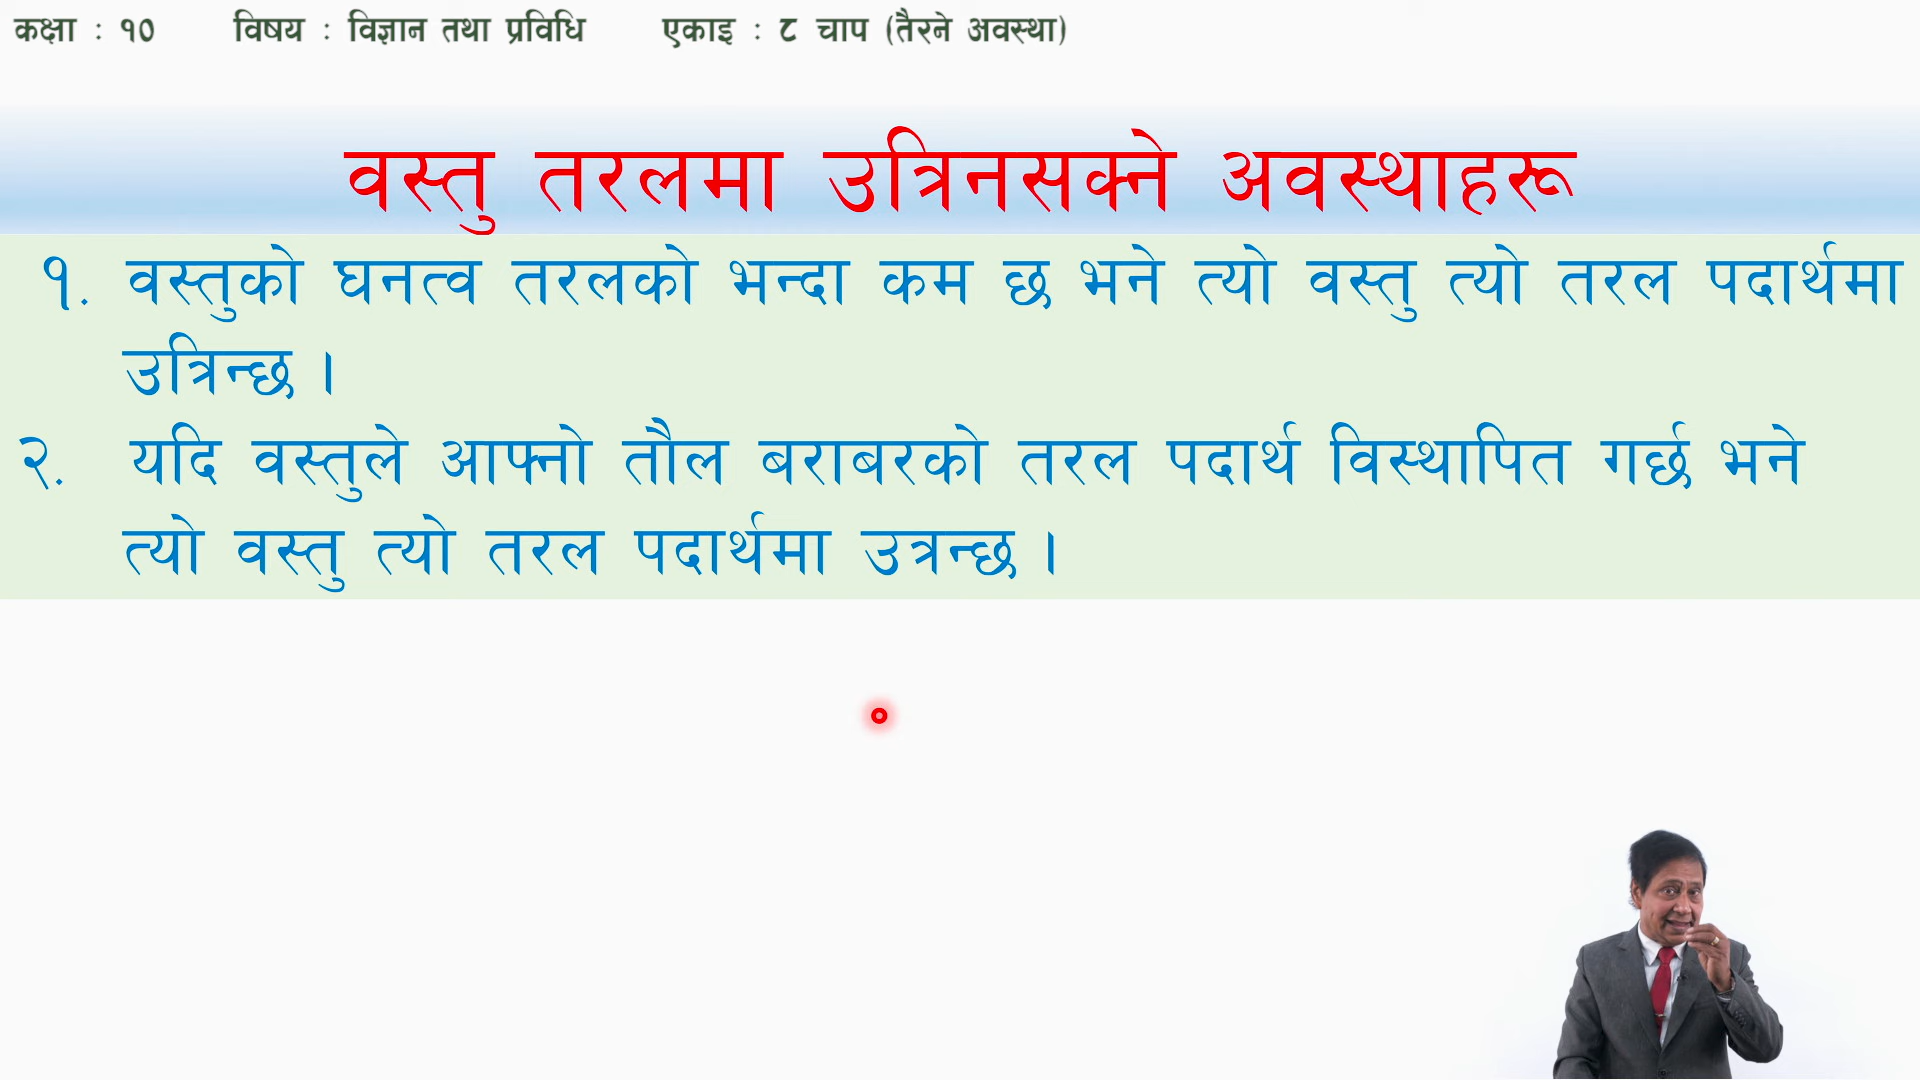 कक्षा : १० विषय : विज्ञान तथा प्रविधि एकाइ : ८ चाप (तैरने अवस्था)
वस्तु तरलमा उत्रिनसक्ने अवस्थाहरू
१. वस्तुको घनत्व तरलको भन्दा कम छ भने त्यो वस्तु त्यो तरल पदार्थमा
उत्रिन्छ ।
२. यदि वस्तुले आफ्नो तौल बराबरको तरल पदार्थ विस्थापित गर्छ भने
त्यो वस्तु त्यो तरल पदार्थमा उत्रन्छ ।